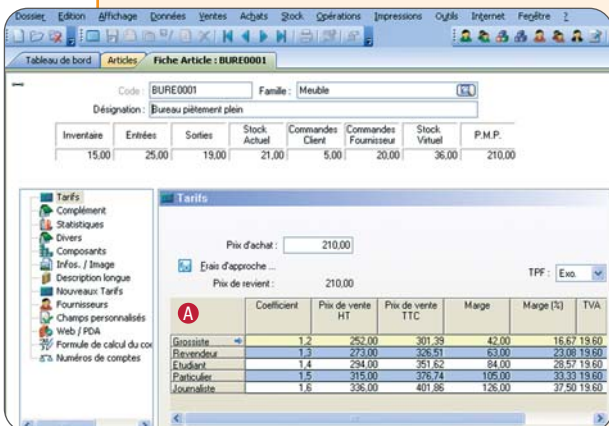 Dossier Edition Affichage Données Ventes Achats Stock Opérations Impressions Outils Internet Fenêtre ?
Tableau de bord Articles Fiche Article : BURE0001
Code : BURE0001 Famille : Meuble
Désignation : Bureau piètement plein
Inventaire Entrées Sorties Stock Actuel Commandes Client Commandes Fournisseur Stock Virtuel P.M.P.
15,00 25,00 19,00 21,00 5,00 20,00 36,00 210,00
Tarifs
Complément
Statistiques
Divers
Composants
Infos. / Image
Description longue
Nouveaux Tarifs
Fournisseurs
Champs personnalisés
Web / PDA
Formule de calcul du co
Numéros de comptes
Tarifs
Prix d'achat : 210,00
Frais d'approche ...
TPF : Exo.
Prix de revient : 210,00
A
Coefficient Prix de vente HT Prix de vente TTC Marge Marge (%) TVA
Grossiste 1,2 252,00 301,39 42,00 16,67 19.60
Revendeur 1,3 273,00 326,51 63,00 23,08 19.60
Etudiant 1,4 294,00 351,62 84,00 28,57 19.60
Particulier 1,5 315,00 376,74 105,00 33,33 19.60
Journaliste 1,6 336,00 401,86 126,00 37,50 19.60